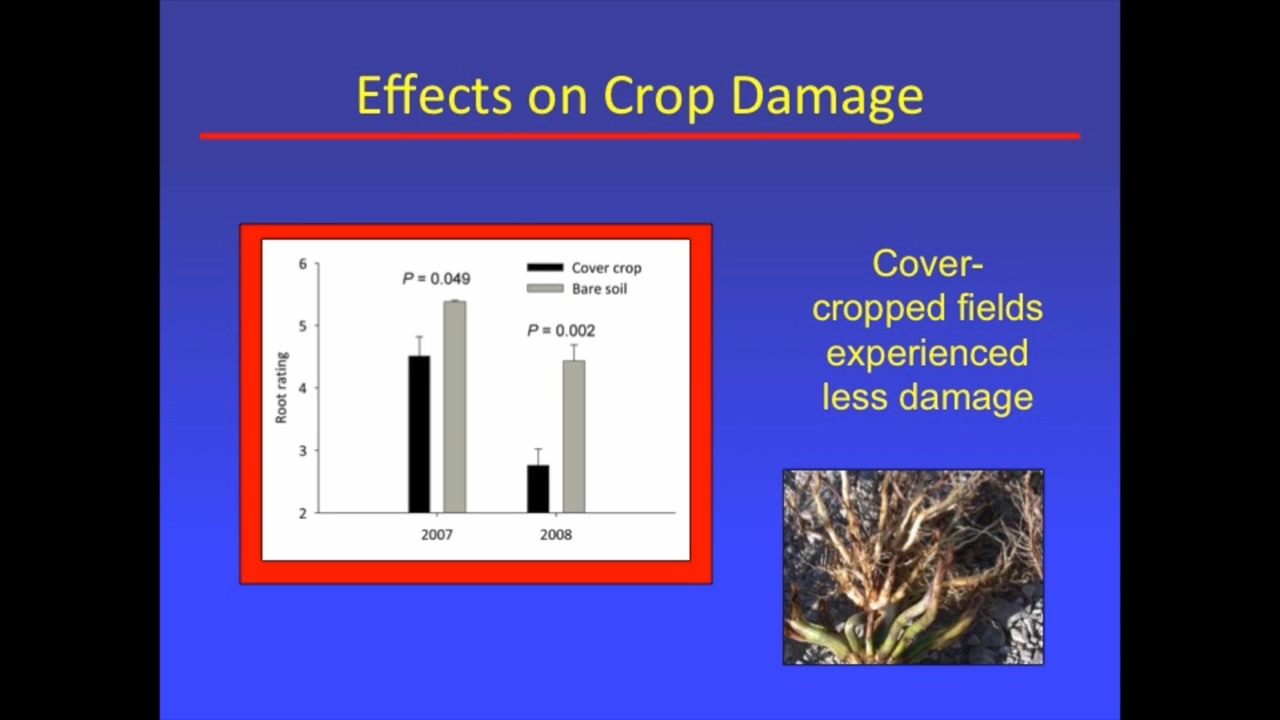 Effects on Crop Damage
6
5
4
3
2
Root rating
P = 0.049
P = 0.002
Cover crop
Bare soil
2007
2008
Cover-
cropped fields
experienced
less damage